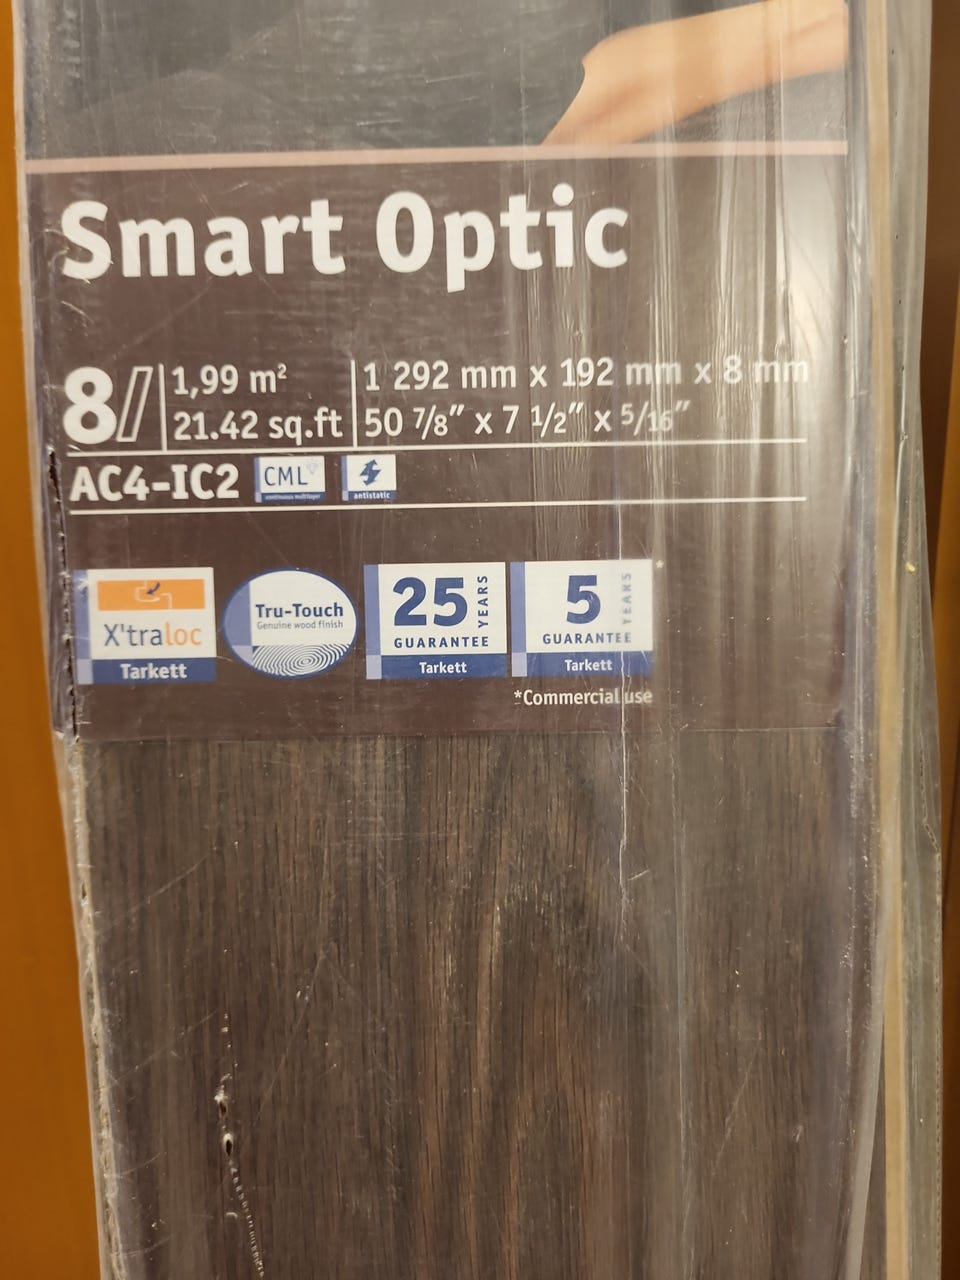 Smart Optic
8
1,99 m²
21.42 sq.ft
1 292 mm x 192 mm x 8 mm
50 7/8" x 7 1/2" x 5/16"
AC4-IC2
CML
continuous multilayer
antistatic
X'traloc
Tarkett
Tru-Touch
Genuine wood finish
25 YEARS
GUARANTEE
Tarkett
5 YEARS
GUARANTEE
Tarkett
*
*Commercial use